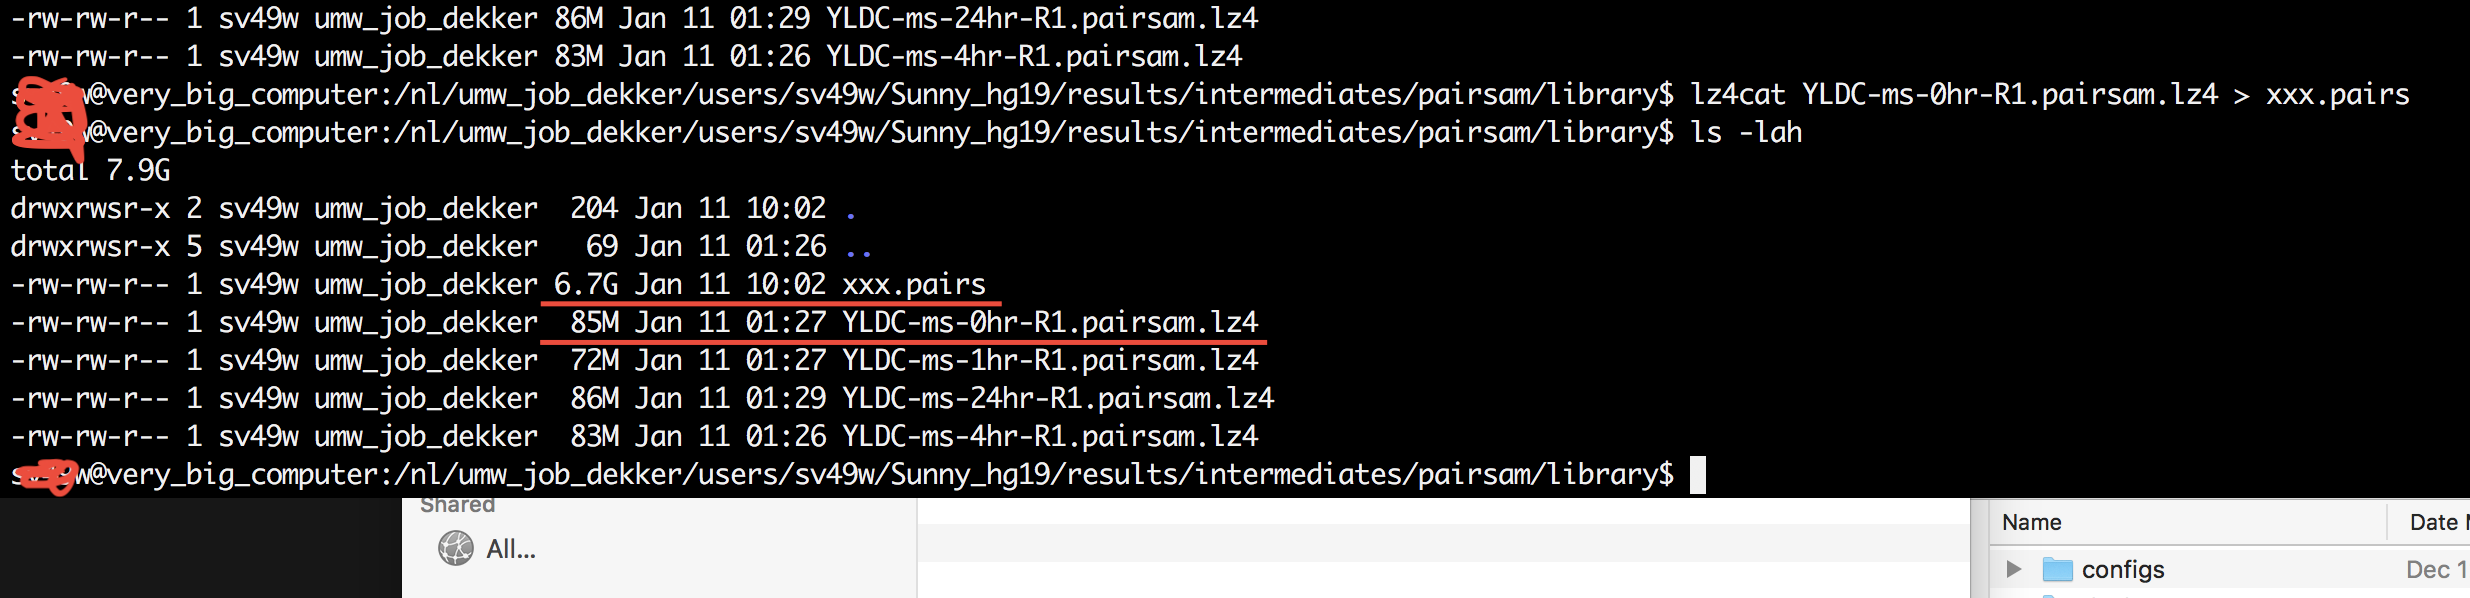 -rw-rw-r-- 1 sv49w umw_job_dekker 86M Jan 11 01:29 YLDC-ms-24hr-R1.pairsam.lz4
-rw-rw-r-- 1 sv49w umw_job_dekker 83M Jan 11 01:26 YLDC-ms-4hr-R1.pairsam.lz4
w@very_big_computer:/nl/umw_job_dekker/users/sv49w/Sunny_hg19/results/intermediates/pairsam/library$ lz4cat YLDC-ms-0hr-R1.pairsam.lz4 > xxx.pairs
w@very_big_computer:/nl/umw_job_dekker/users/sv49w/Sunny_hg19/results/intermediates/pairsam/library$ ls -lah
total 7.9G
drwxrwsr-x 2 sv49w umw_job_dekker 204 Jan 11 10:02 .
drwxrwsr-x 5 sv49w umw_job_dekker 69 Jan 11 01:26 ..
-rw-rw-r-- 1 sv49w umw_job_dekker 6.7G Jan 11 10:02 xxx.pairs
-rw-rw-r-- 1 sv49w umw_job_dekker 85M Jan 11 01:27 YLDC-ms-0hr-R1.pairsam.lz4
-rw-rw-r-- 1 sv49w umw_job_dekker 72M Jan 11 01:27 YLDC-ms-1hr-R1.pairsam.lz4
-rw-rw-r-- 1 sv49w umw_job_dekker 86M Jan 11 01:29 YLDC-ms-24hr-R1.pairsam.lz4
-rw-rw-r-- 1 sv49w umw_job_dekker 83M Jan 11 01:26 YLDC-ms-4hr-R1.pairsam.lz4
w@very_big_computer:/nl/umw_job_dekker/users/sv49w/Sunny_hg19/results/intermediates/pairsam/library$
Shared
All...
Name Date
configs Dec 1